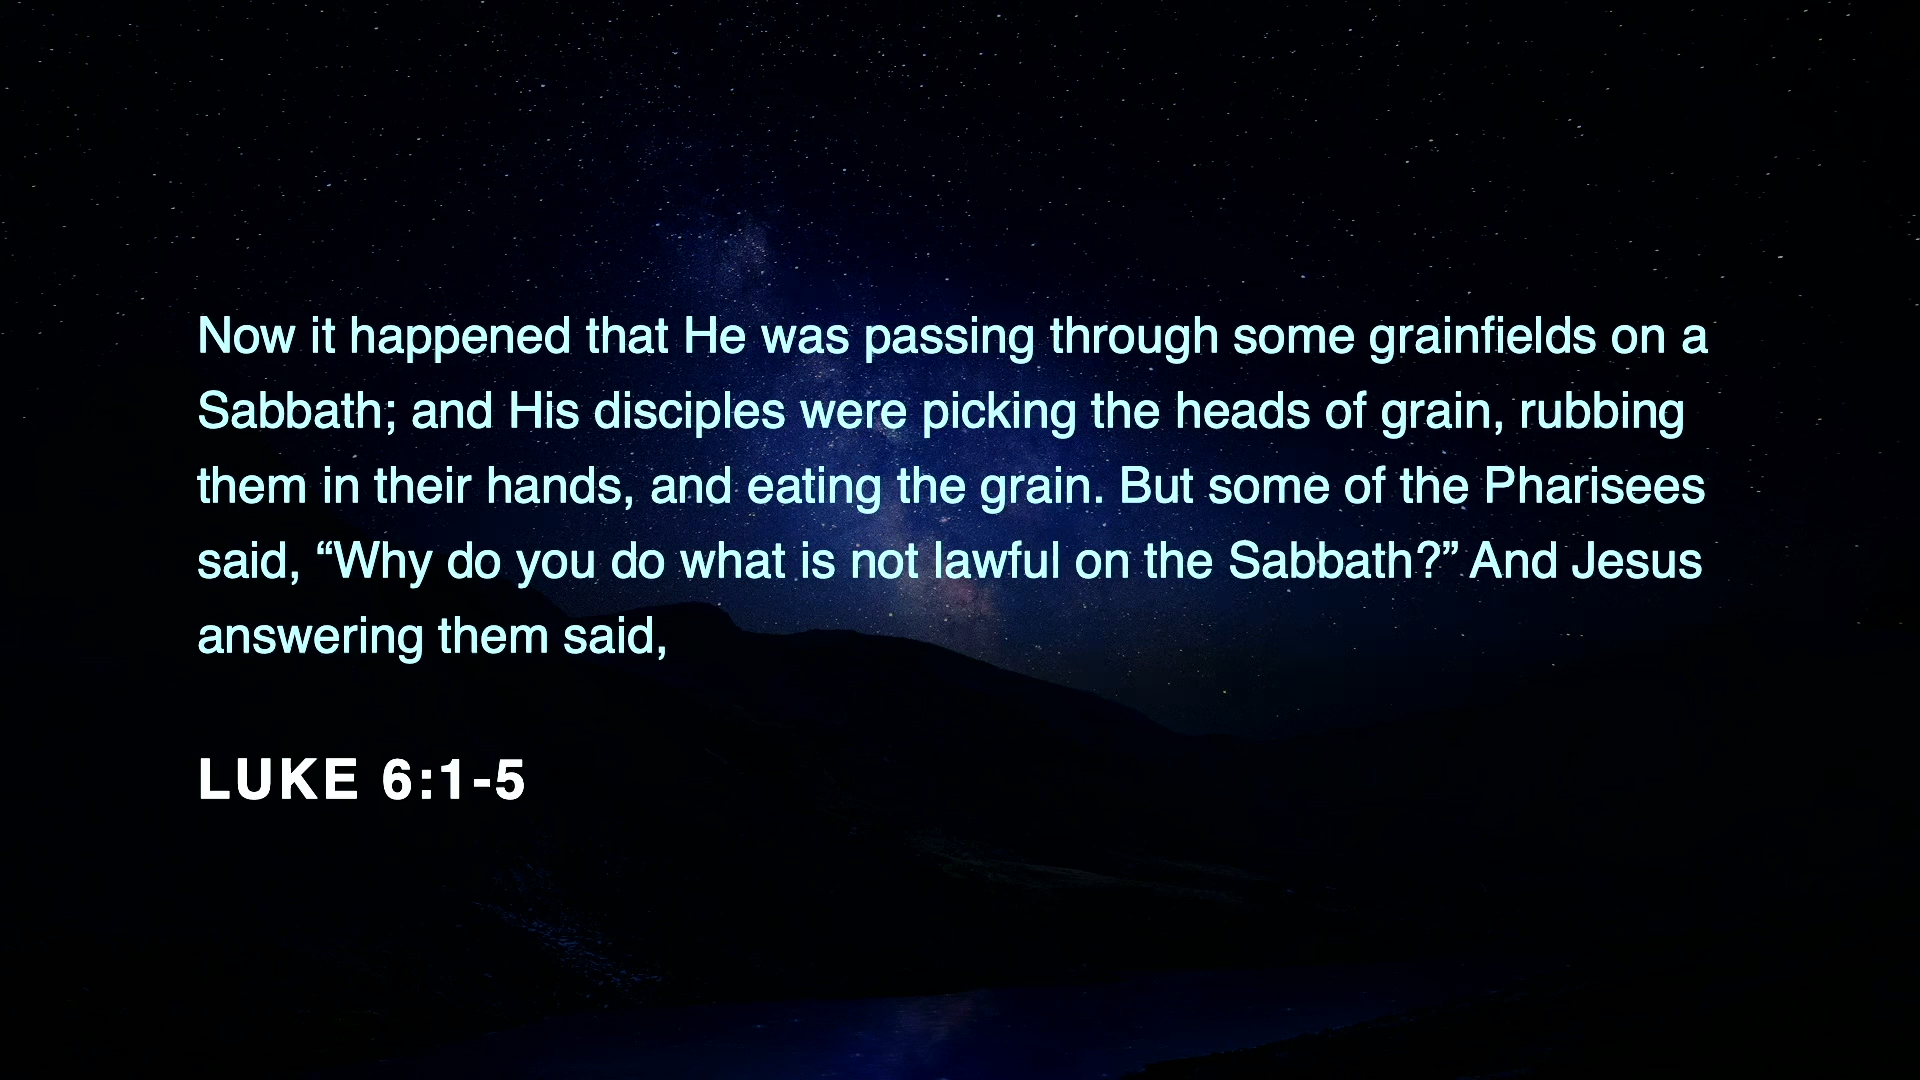 Now it happened that He was passing through some grainfields on a
Sabbath; and His disciples were picking the heads of grain, rubbing
them in their hands, and eating the grain. But some of the Pharisees
said, “Why do you do what is not lawful on the Sabbath?” And Jesus
answering them said,
LUKE 6:1-5